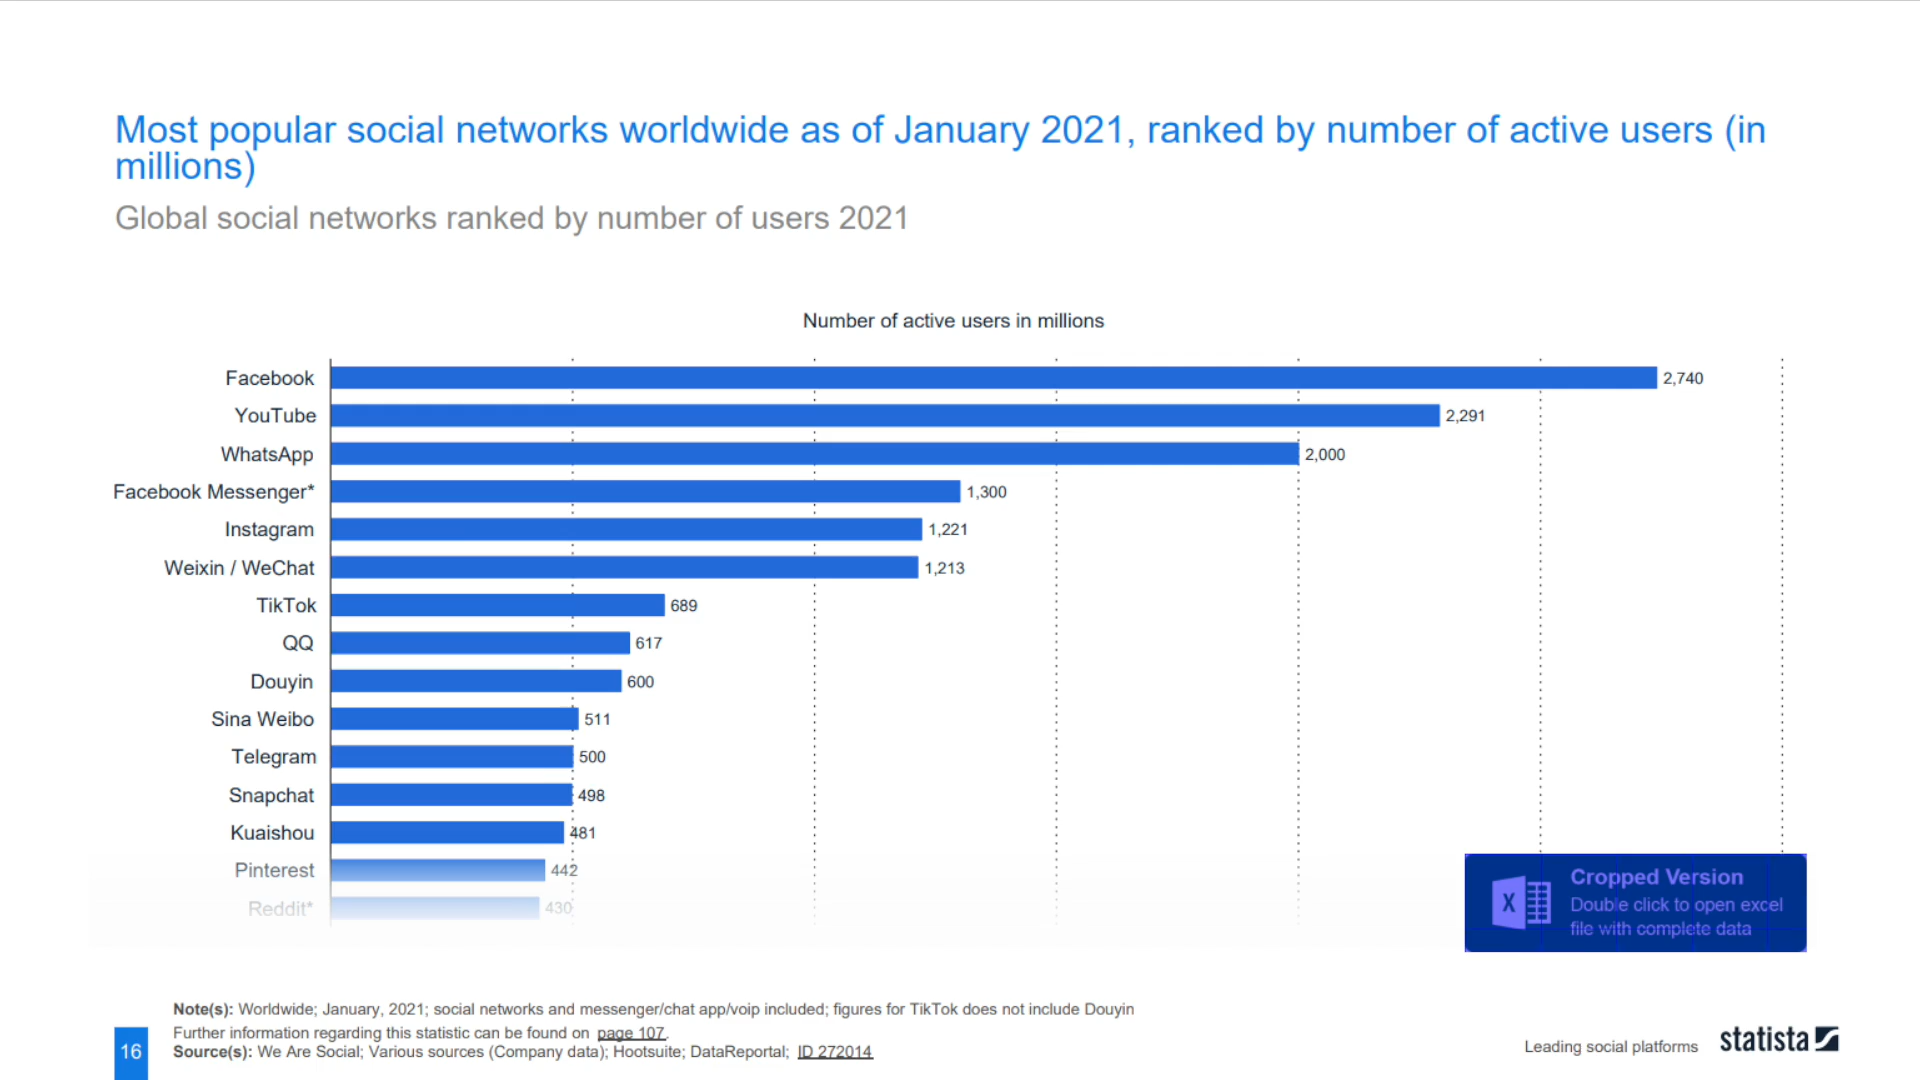 Most popular social networks worldwide as of January 2021, ranked by number of active users (in
millions)
Global social networks ranked by number of users 2021
Number of active users in millions
Facebook 2,740
YouTube 2,291
WhatsApp 2,000
Facebook Messenger* 1,300
Instagram 1,221
Weixin / WeChat 1,213
TikTok 689
QQ 617
Douyin 600
Sina Weibo 511
Telegram 500
Snapchat 498
Kuaishou 481
Pinterest 442
Reddit* 430
X
Cropped Version
Double click to open excel
file with complete data
Note(s): Worldwide; January, 2021; social networks and messenger/chat app/voip included; figures for TikTok does not include Douyin
Further information regarding this statistic can be found on page 107.
Source(s): We Are Social; Various sources (Company data); Hootsuite; DataReportal; ID 272014
16
Leading social platforms
statista